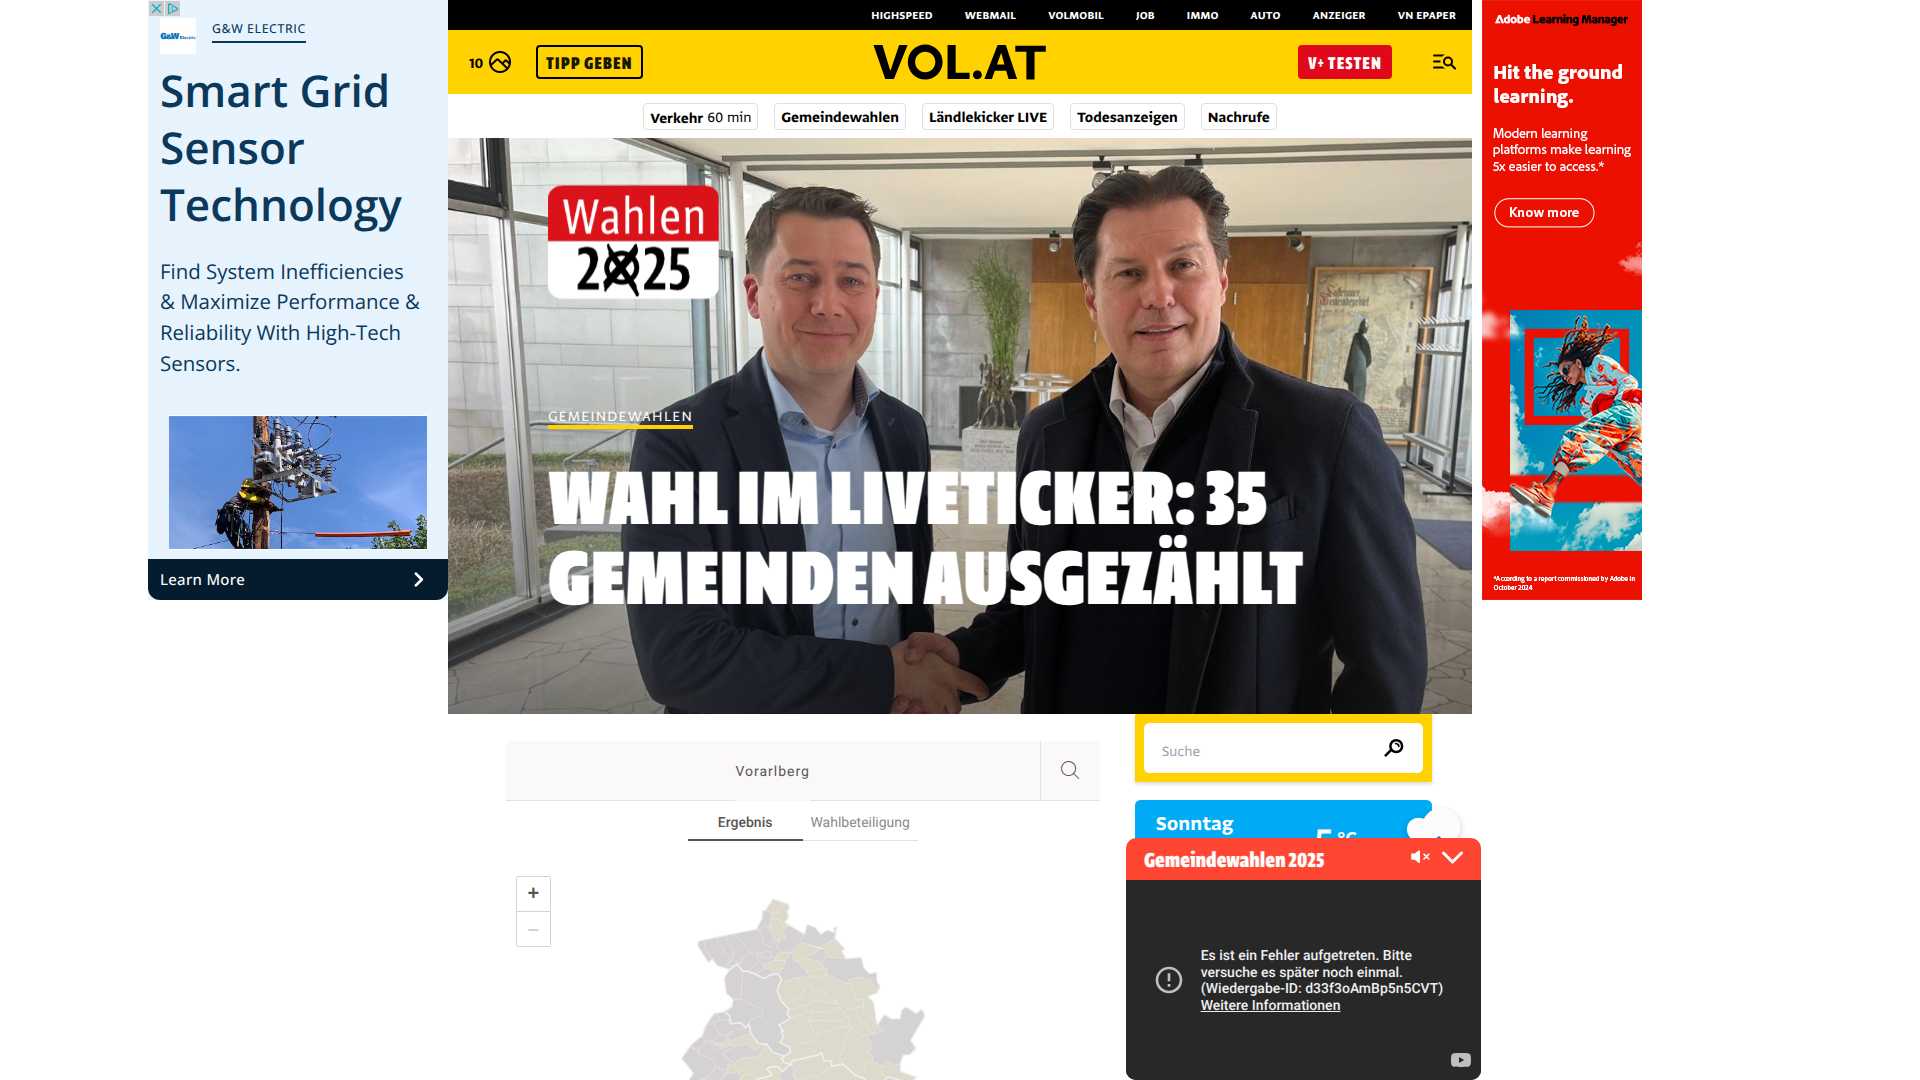 G&W ELECTRIC
G&W Electric
Smart Grid
Sensor
Technology
Find System Inefficiencies
& Maximize Performance &
Reliability With High-Tech
Sensors.
Learn More
HIGHSPEED WEBMAIL VOLMOBIL JOB IMMO AUTO ANZEIGER VN EPAPER
10 TIPP GEBEN VOL.AT V+ TESTEN
Verkehr 60 min Gemeindewahlen Ländlekicker LIVE Todesanzeigen Nachrufe
Wahlen
2025
GEMEINDEWAHLEN
WAHL IM LIVETICKER: 35
GEMEINDEN AUSGEZÄHLT
Vorarlberg
Ergebnis Wahlbeteiligung
+
−
Suche
Sonntag
5 °C
Gemeindewahlen 2025
Es ist ein Fehler aufgetreten. Bitte
versuche es später noch einmal.
(Wiedergabe-ID: d33f3oAmBp5n5CVT)
Weitere Informationen
Adobe Learning Manager
Hit the ground
learning.
Modern learning
platforms make learning
5x easier to access.*
Know more
*According to a report commissioned by Adobe in
October 2024